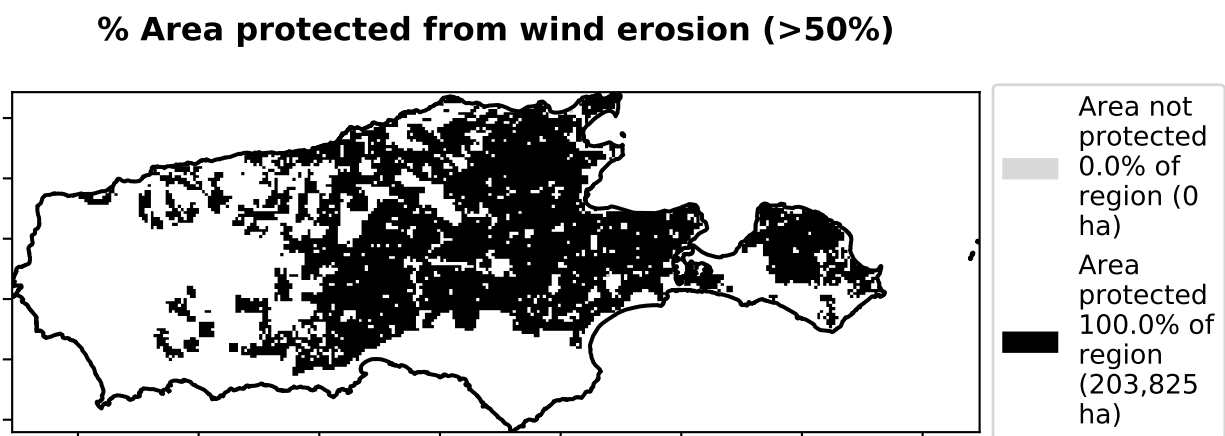 % Area protected from wind erosion (>50%)
Area not
protected
0.0% of
region (0
ha)
Area
protected
100.0% of
region
(203,825
ha)